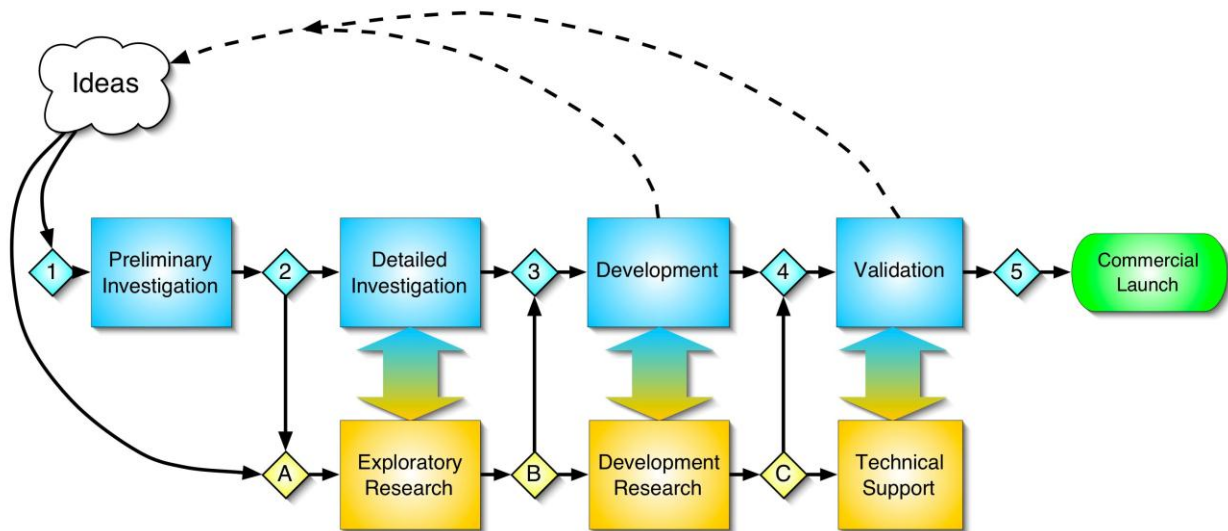 Ideas
1
Preliminary
Investigation
2
Detailed
Investigation
3
Development
4
Validation
5
Commercial
Launch
A
Exploratory
Research
B
Development
Research
C
Technical
Support